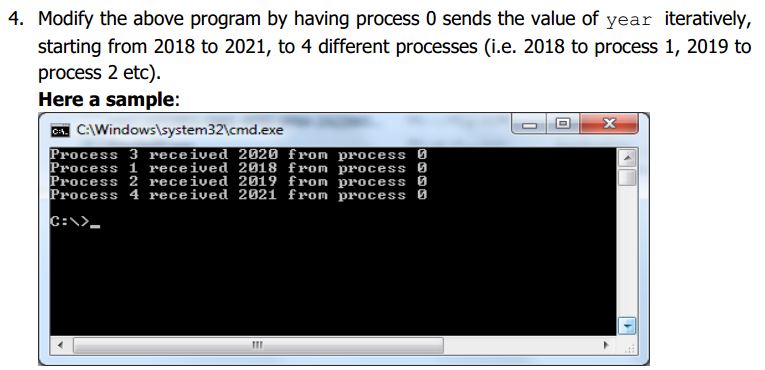 4. Modify the above program by having process 0 sends the value of year iteratively,
starting from 2018 to 2021, to 4 different processes (i.e. 2018 to process 1, 2019 to
process 2 etc).
Here a sample:
C:\Windows\system32\cmd.exe
Process 3 received 2020 from process 0
Process 1 received 2018 from process 0
Process 2 received 2019 from process 0
Process 4 received 2021 from process 0
C:\>_